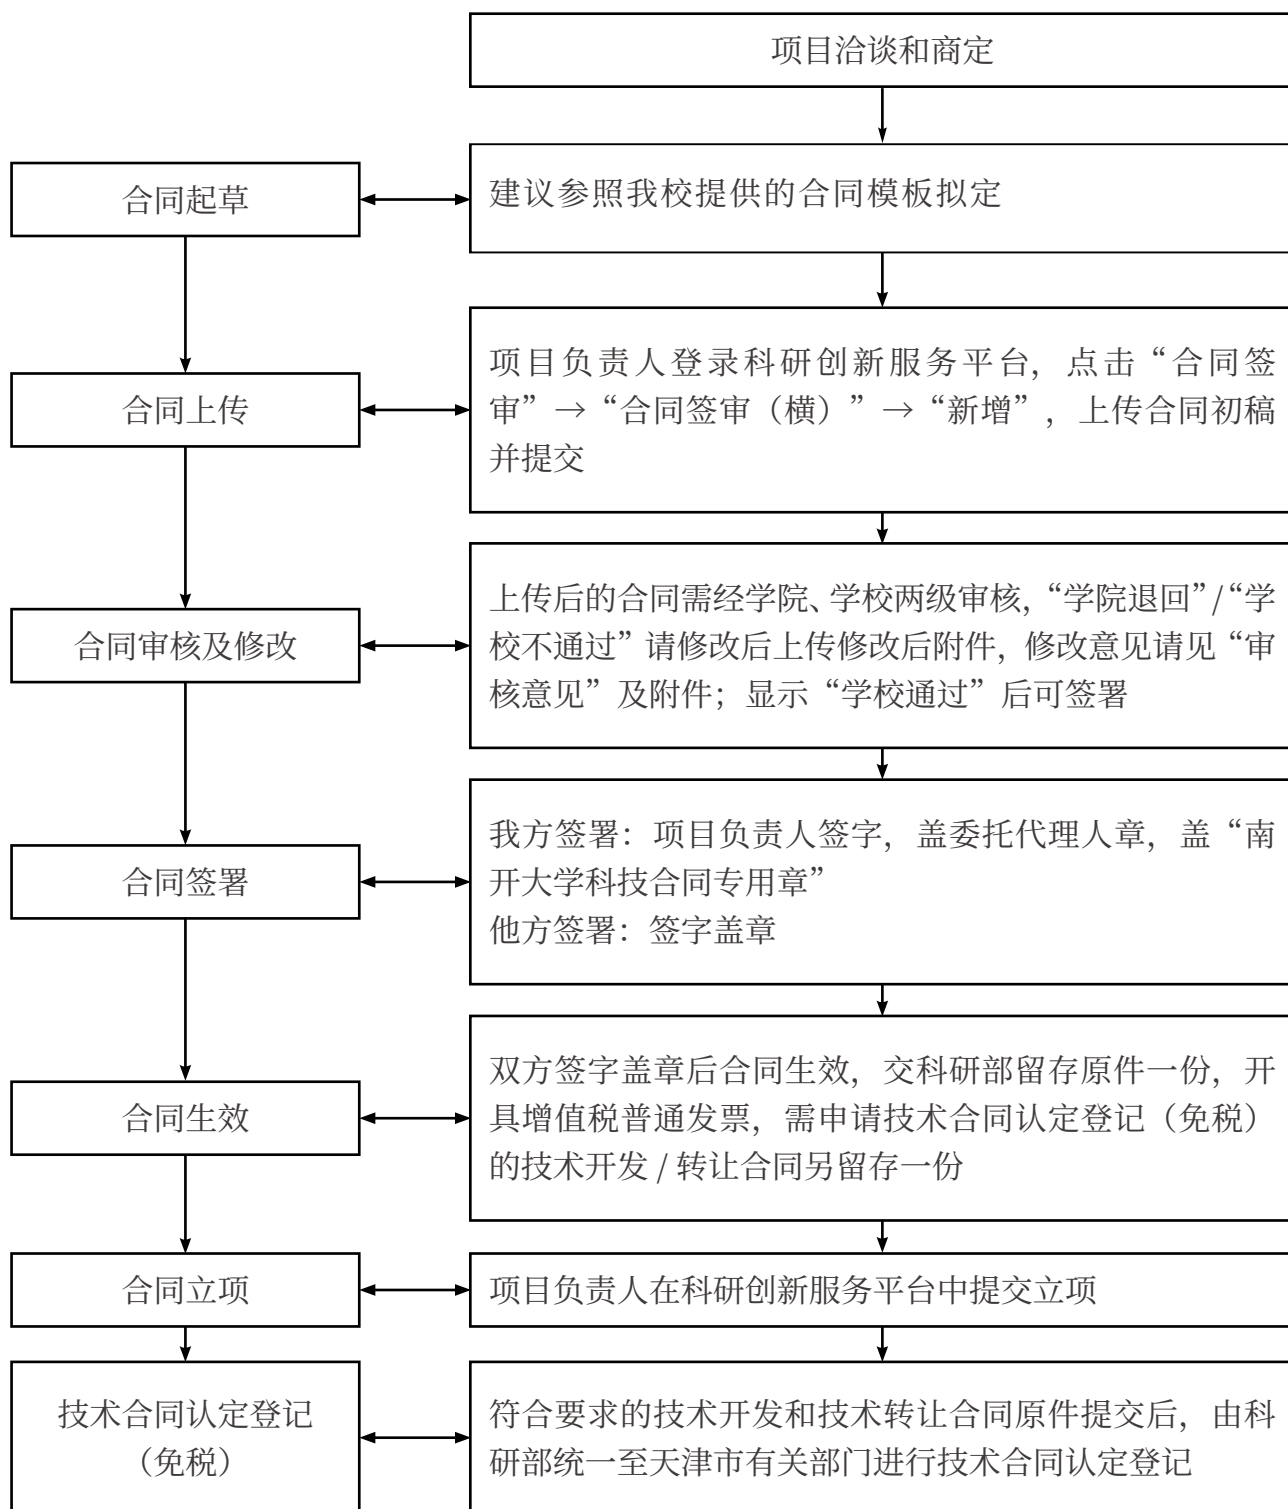 项目洽谈和商定
合同起草
建议参照我校提供的合同模板拟定
合同上传
项目负责人登录科研创新服务平台，点击“合同签
审”→“合同签审（横）”→“新增”，上传合同初稿
并提交
合同审核及修改
上传后的合同需经学院、学校两级审核，“学院退回”/“学
校不通过”请修改后上传修改后附件，修改意见请见“审
核意见”及附件；显示“学校通过”后可签署
合同签署
我方签署：项目负责人签字，盖委托代理人章，盖“南
开大学科技合同专用章”
他方签署：签字盖章
合同生效
双方签字盖章后合同生效，交科研部留存原件一份，开
具增值税普通发票，需申请技术合同认定登记（免税）
的技术开发 / 转让合同另留存一份
合同立项
项目负责人在科研创新服务平台中提交立项
技术合同认定登记
（免税）
符合要求的技术开发和技术转让合同原件提交后，由科
研部统一至天津市有关部门进行技术合同认定登记